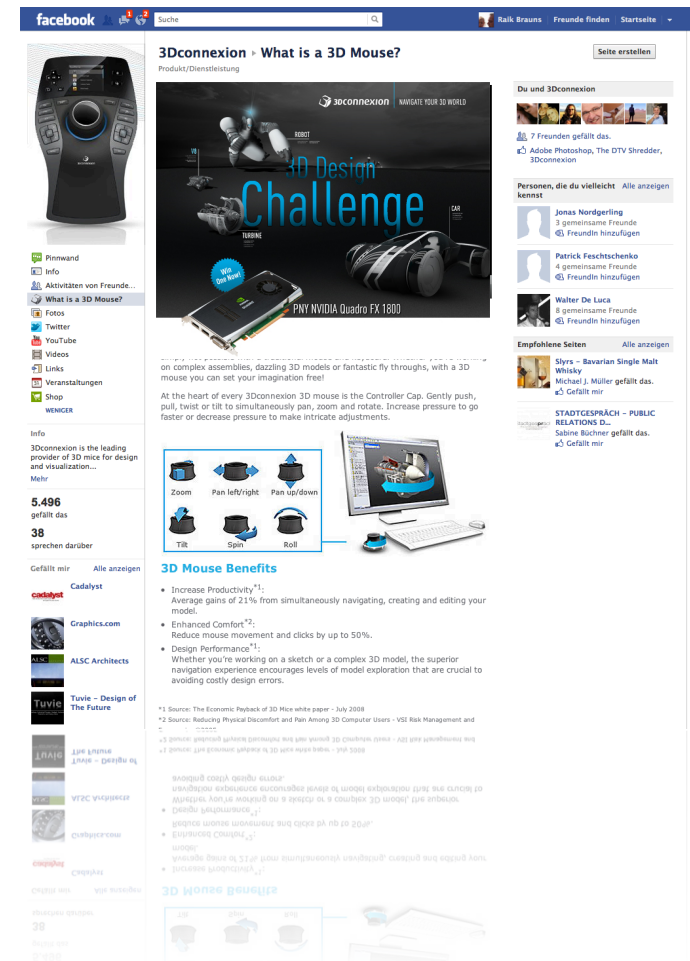 facebook
1
2
Suche
Raik Brauns
Freunde finden
Startseite
3Dconnexion ▸ What is a 3D Mouse?
Produkt/Dienstleistung
Seite erstellen
Pinnwand
Info
Aktivitäten von Freunde...
What is a 3D Mouse?
Fotos
Twitter
YouTube
Videos
Links
Veranstaltungen
Shop
WENIGER
Info
3Dconnexion is the leading
provider of 3D mice for design
and visualization...
Mehr
5.496
gefällt das
38
sprechen darüber
Gefällt mir
Alle anzeigen
cadalyst
Cadalyst
Graphics.com
ALSC
ALSC Architects
Tuvie
Tuvie – Design of
The Future
3DCONNEXION
NAVIGATE YOUR 3D WORLD
ROBOT
V8
3D Design
Challenge
CAR
TURBINE
Win
One Now!
PNY NVIDIA Quadro FX 1800
on complex assemblies, dazzling 3D models or fantastic fly throughs, with a 3D
mouse you can set your imagination free!
At the heart of every 3Dconnexion 3D mouse is the Controller Cap. Gently push,
pull, twist or tilt to simultaneously pan, zoom and rotate. Increase pressure to go
faster or decrease pressure to make intricate adjustments.
Zoom
Pan left/right
Pan up/down
Tilt
Spin
Roll
3D Mouse Benefits
• Increase Productivity*1:
Average gains of 21% from simultaneously navigating, creating and editing your
model.
• Enhanced Comfort*2:
Reduce mouse movement and clicks by up to 50%.
• Design Performance*1:
Whether you're working on a sketch or a complex 3D model, the superior
navigation experience encourages levels of model exploration that are crucial to
avoiding costly design errors.
*1 Source: The Economic Payback of 3D Mice white paper - July 2008
*2 Source: Reducing Physical Discomfort and Pain Among 3D Computer Users - VSI Risk Management and
Du und 3Dconnexion
7 Freunden gefällt das.
Adobe Photoshop, The DTV Shredder,
3Dconnexion
Personen, die du vielleicht
kennst
Alle anzeigen
Jonas Nordgerling
3 gemeinsame Freunde
FreundIn hinzufügen
Patrick Feschtschenko
4 gemeinsame Freunde
FreundIn hinzufügen
Walter De Luca
8 gemeinsame Freunde
FreundIn hinzufügen
Empfohlene Seiten
Alle anzeigen
Slyrs – Bavarian Single Malt
Whisky
Michael J. Müller gefällt das.
Gefällt mir
STADTGESPRÄCH – PUBLIC
RELATIONS D...
Sabine Büchner gefällt das.
Gefällt mir